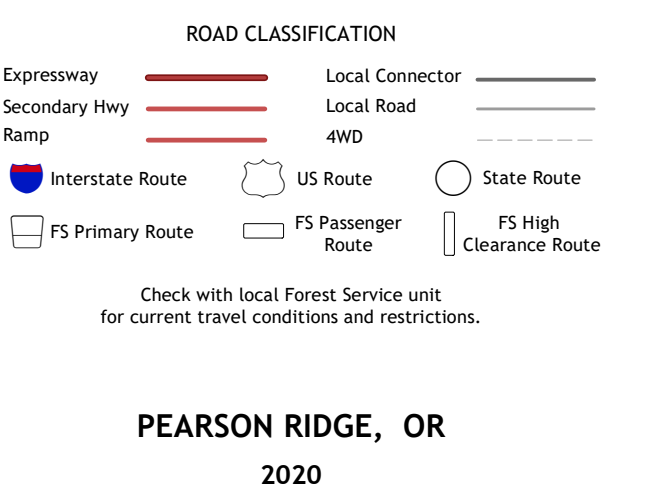 ROAD CLASSIFICATION
Expressway
Local Connector
Secondary Hwy
Local Road
Ramp
4WD
Interstate Route
US Route
State Route
FS Primary Route
FS Passenger
Route
FS High
Clearance Route
Check with local Forest Service unit
for current travel conditions and restrictions.
PEARSON RIDGE, OR
2020